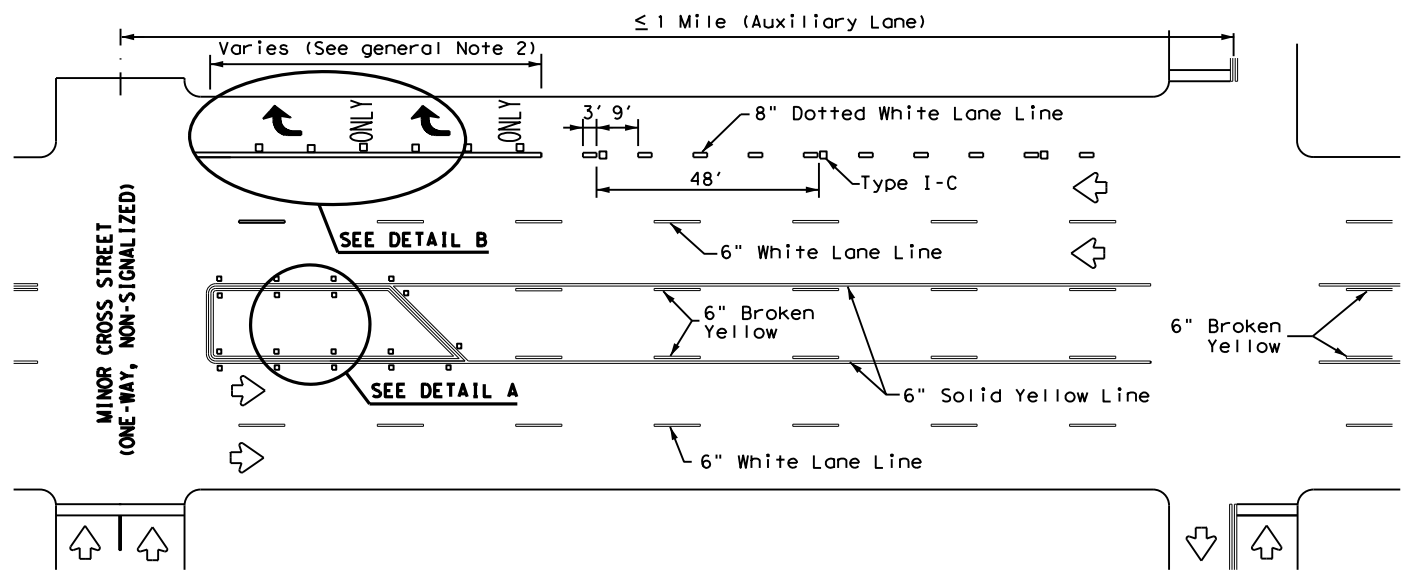 ≤ 1 Mile (Auxiliary Lane)
Varies (See general Note 2)
ONLY
ONLY
3' 9'
8" Dotted White Lane Line
48'
Type I-C
SEE DETAIL B
6" White Lane Line
MINOR CROSS STREET
(ONE-WAY, NON-SIGNALIZED)
6" Broken
Yellow
6" Broken
Yellow
SEE DETAIL A
6" Solid Yellow Line
6" White Lane Line